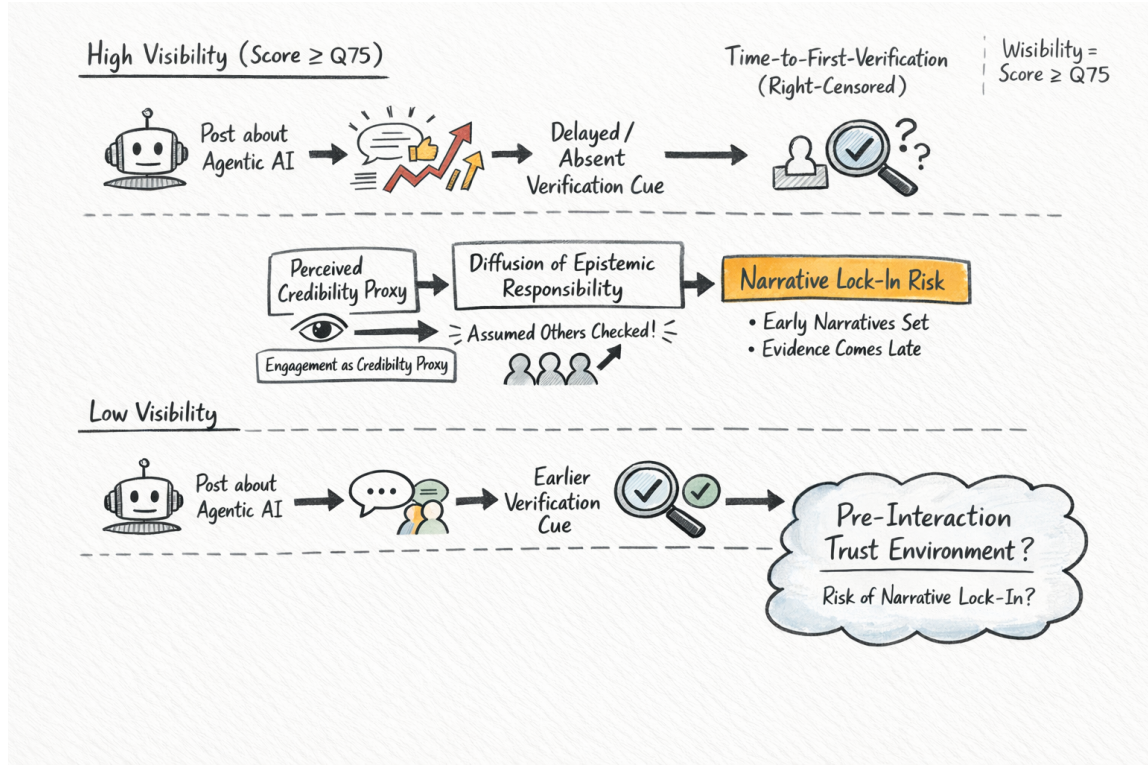 High Visibility (Score ≥ Q75)
Time-to-First-Verification
(Right-Censored)
Wisibility =
Score ≥ Q75
Post about
Agentic AI
Delayed /
Absent
Verification Cue
? ?
Perceived
Credibility Proxy
Diffusion of Epistemic
Responsibility
Narrative Lock-In Risk
Assumed Others Checked!
• Early Narratives Set
• Evidence Comes Late
Engagement as Credibilty Proxy
Low Visibility
Post about
Agentic AI
Earlier
Verification
Cue
Pre-Interaction
Trust Environment?
Risk of Narrative Lock-In?